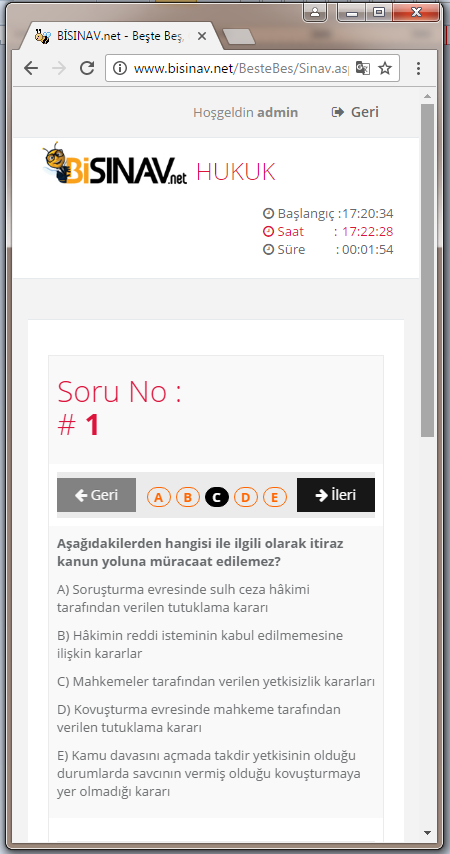 BİSINAV.net - Beşte Beş,
www.bisinav.net/BesteBes/Sinav.asp
Hoşgeldin admin
Geri
BiSINAV.net HUKUK
Başlangıç :17:20:34
Saat : 17:22:28
Süre : 00:01:54
Soru No :
# 1
Geri A B C D E İleri
Aşağıdakilerden hangisi ile ilgili olarak itiraz
kanun yoluna müracaat edilemez?
A) Soruşturma evresinde sulh ceza hâkimi
tarafından verilen tutuklama kararı
B) Hâkimin reddi isteminin kabul edilmemesine
ilişkin kararlar
C) Mahkemeler tarafından verilen yetkisizlik kararları
D) Kovuşturma evresinde mahkeme tarafından
verilen tutuklama kararı
E) Kamu davasını açmada takdir yetkisinin olduğu
durumlarda savcının vermiş olduğu kovuşturmaya
yer olmadığı kararı